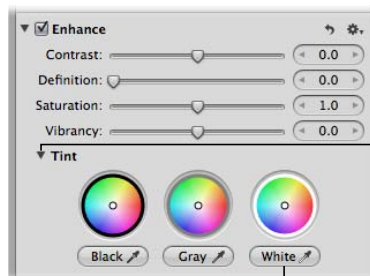 Enhance
Contrast: 0.0
Definition: 0.0
Saturation: 1.0
Vibrancy: 0.0
Tint
Black Gray White